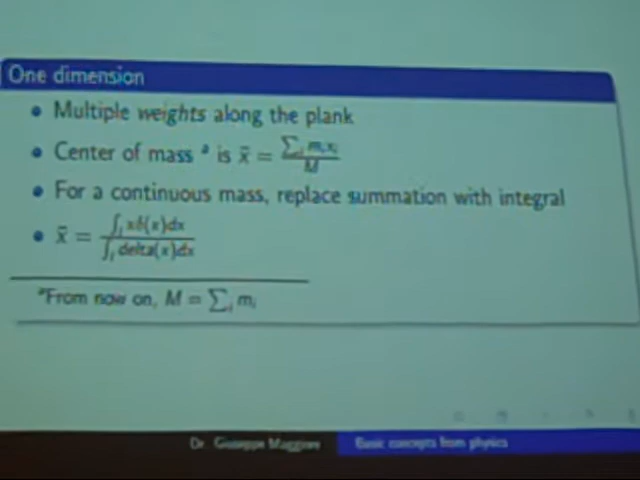 One dimension
• Multiple weights along the plank
• Center of mass ᵃ is x̄ = ∑ᵢ mᵢxᵢ / M
• For a continuous mass, replace summation with integral
• x̄ = ∫ᵢ xδ(x)dx / ∫ᵢ delta(x)dx
ᵃFrom now on, M = ∑ᵢ mᵢ
Dr. Giuseppe Maggiore Basic concepts from physics